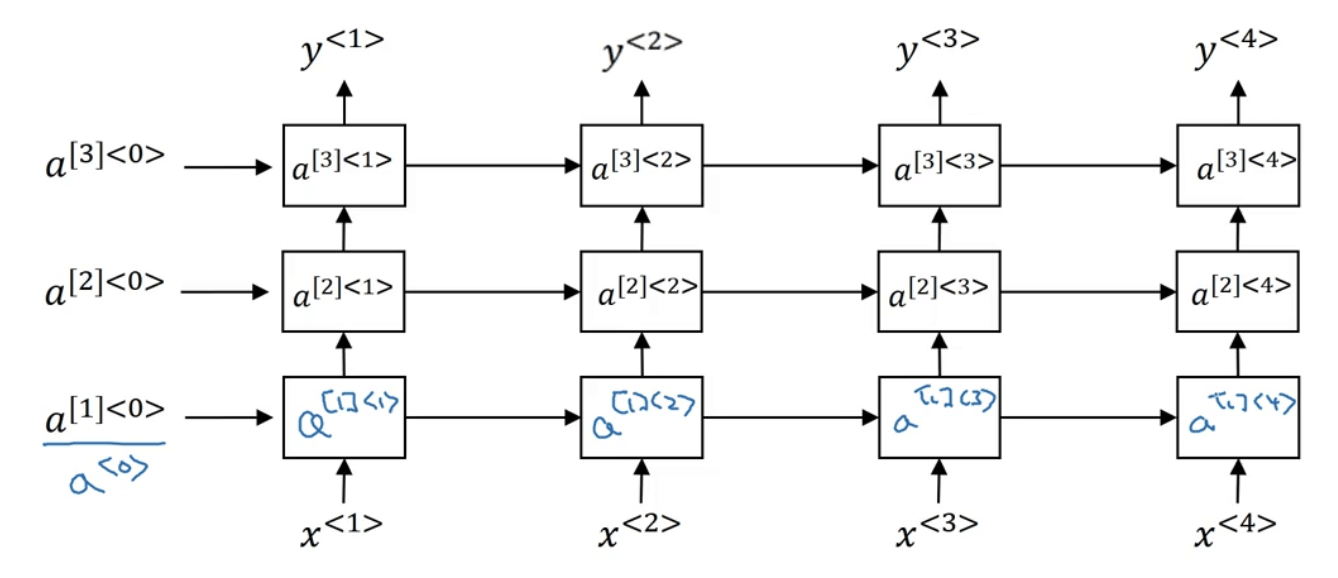 y<1> y<2> y<3> y<4>
a[3]<0> a[3]<1> a[3]<2> a[3]<3> a[3]<4>
a[2]<0> a[2]<1> a[2]<2> a[2]<3> a[2]<4>
a[1]<0> a[1]<1> a[1]<2> a[1]<3> a[1]<4>
a<0>
x<1> x<2> x<3> x<4>